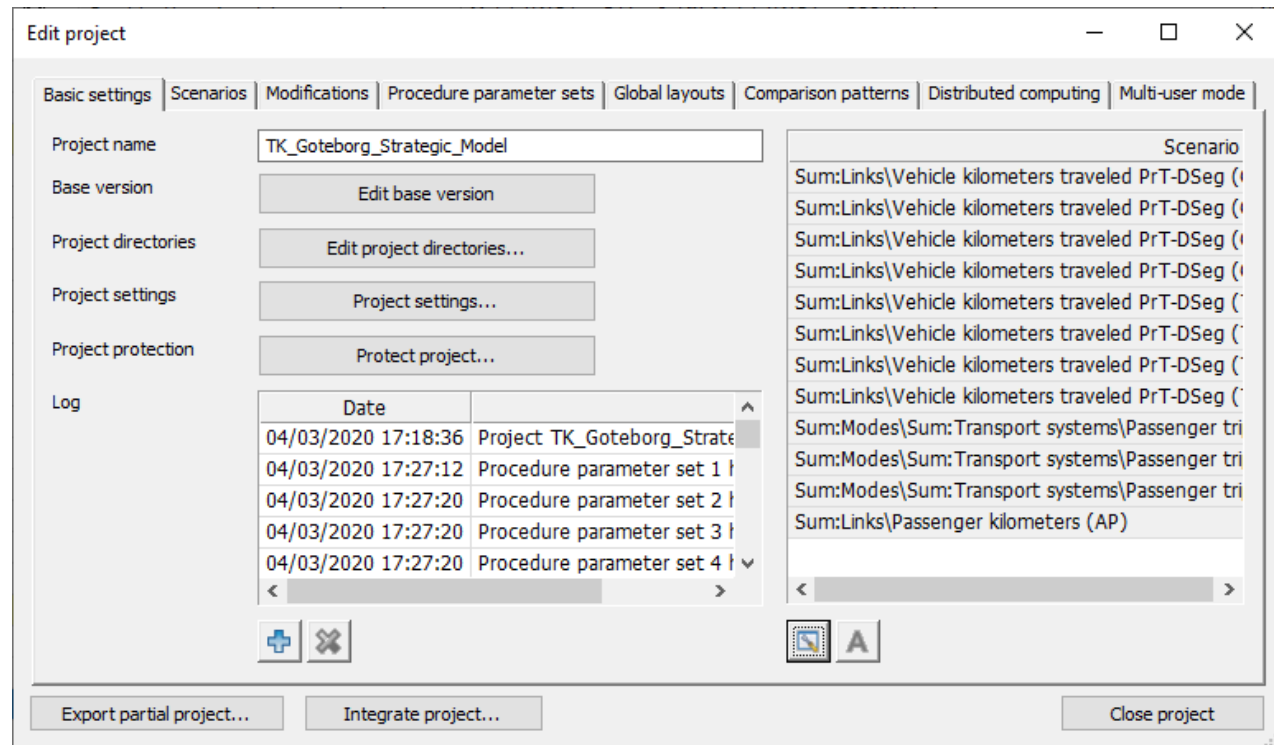 Edit project
Basic settings Scenarios Modifications Procedure parameter sets Global layouts Comparison patterns Distributed computing Multi-user mode
Project name TK_Goteborg_Strategic_Model
Base version Edit base version
Project directories Edit project directories...
Project settings Project settings...
Project protection Protect project...
Log
Date
04/03/2020 17:18:36 Project TK_Goteborg_Strate
04/03/2020 17:27:12 Procedure parameter set 1
04/03/2020 17:27:20 Procedure parameter set 2
04/03/2020 17:27:20 Procedure parameter set 3
04/03/2020 17:27:20 Procedure parameter set 4
Scenario
Sum:Links\Vehicle kilometers traveled PrT-DSeg (
Sum:Links\Vehicle kilometers traveled PrT-DSeg (
Sum:Links\Vehicle kilometers traveled PrT-DSeg (
Sum:Links\Vehicle kilometers traveled PrT-DSeg (
Sum:Links\Vehicle kilometers traveled PrT-DSeg (
Sum:Links\Vehicle kilometers traveled PrT-DSeg (
Sum:Links\Vehicle kilometers traveled PrT-DSeg (
Sum:Links\Vehicle kilometers traveled PrT-DSeg (
Sum:Modes\Sum:Transport systems\Passenger tri
Sum:Modes\Sum:Transport systems\Passenger tri
Sum:Modes\Sum:Transport systems\Passenger tri
Sum:Links\Passenger kilometers (AP)
A
Export partial project... Integrate project... Close project